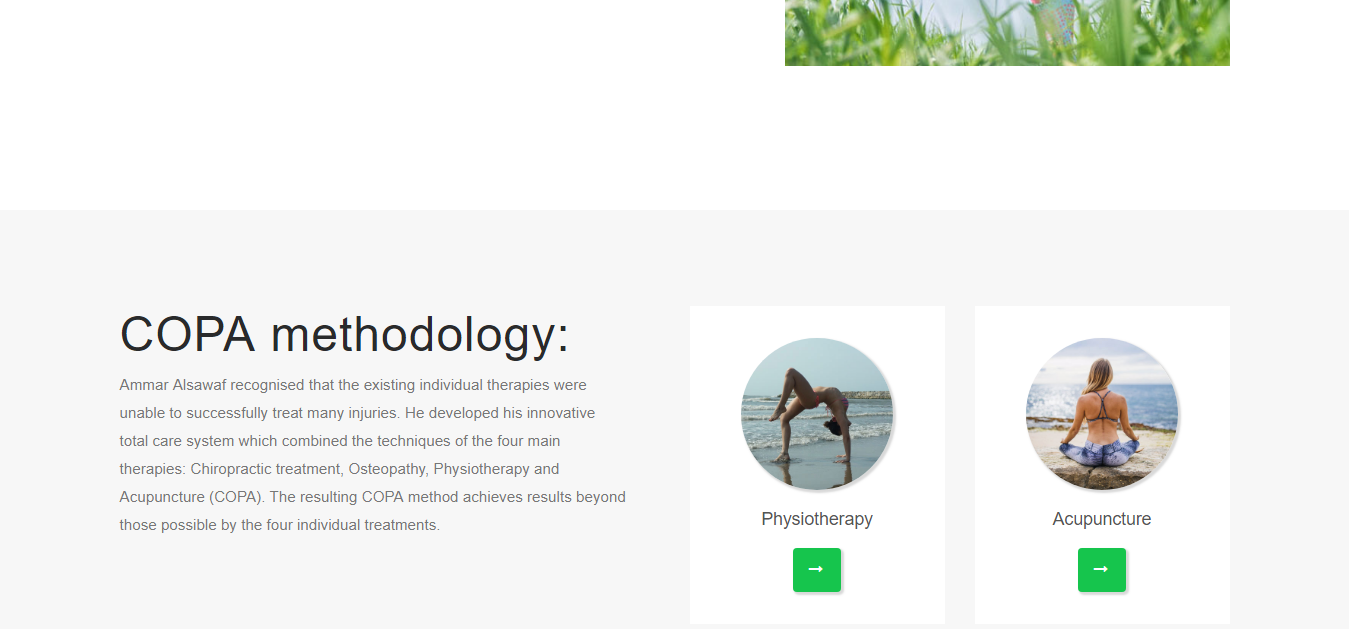 COPA methodology:
Ammar Alsawaf recognised that the existing individual therapies were
unable to successfully treat many injuries. He developed his innovative
total care system which combined the techniques of the four main
therapies: Chiropractic treatment, Osteopathy, Physiotherapy and
Acupuncture (COPA). The resulting COPA method achieves results beyond
those possible by the four individual treatments.
Physiotherapy
Acupuncture